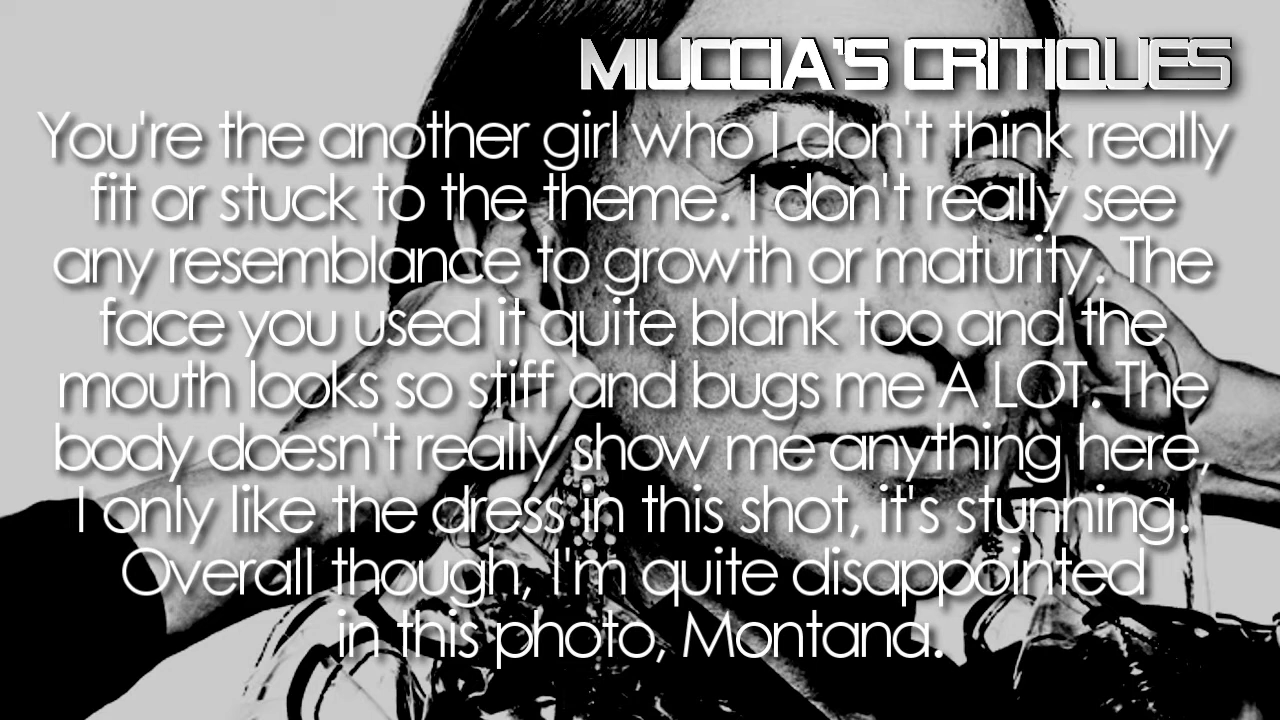 MIUCCIA'S CRITIQUES
You're the another girl who I don't think really
fit or stuck to the theme. I don't really see
any resemblance to growth or maturity. The
face you used it quite blank too and the
mouth looks so stiff and bugs me A LOT. The
body doesn't really show me anything here,
I only like the dress in this shot, it's stunning.
Overall though, I'm quite disappointed
in this photo, Montana.